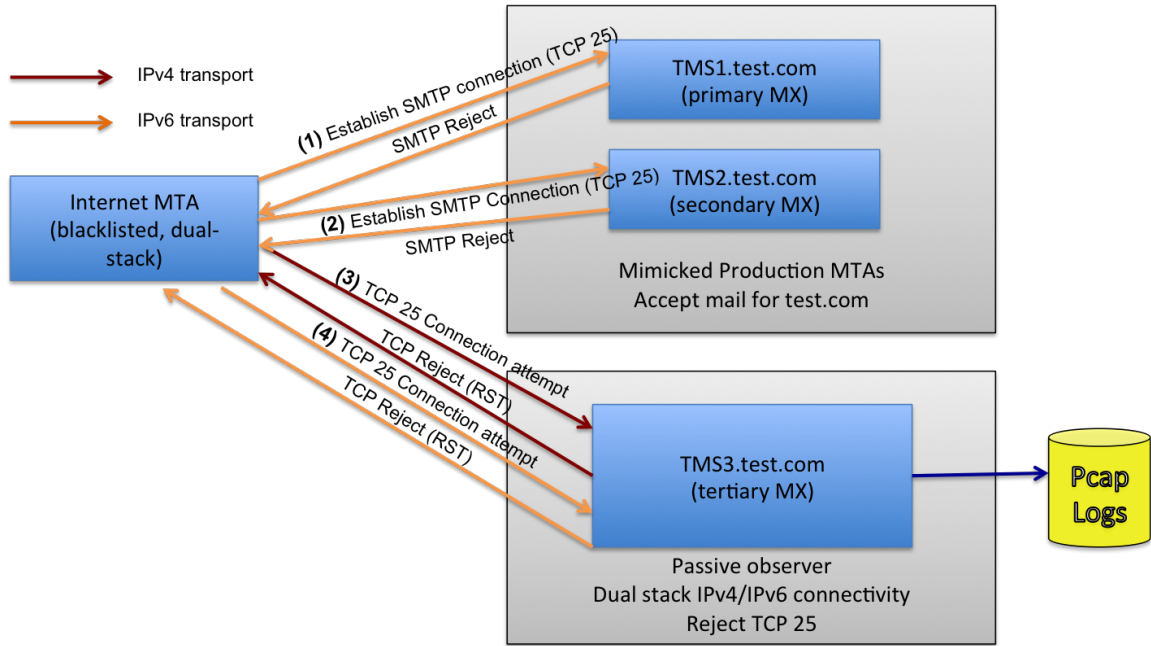 IPv4 transport
IPv6 transport
(1) Establish SMTP connection (TCP 25)
SMTP Reject
TMS1.test.com
(primary MX)
(2) Establish SMTP Connection (TCP 25)
SMTP Reject
TMS2.test.com
(secondary MX)
Internet MTA
(blacklisted, dual-
stack)
Mimicked Production MTAs
Accept mail for test.com
(3) TCP 25 Connection attempt
TCP Reject (RST)
(4) TCP 25 Connection attempt
TCP Reject (RST)
TMS3.test.com
(tertiary MX)
Pcap
Logs
Passive observer
Dual stack IPv4/IPv6 connectivity
Reject TCP 25